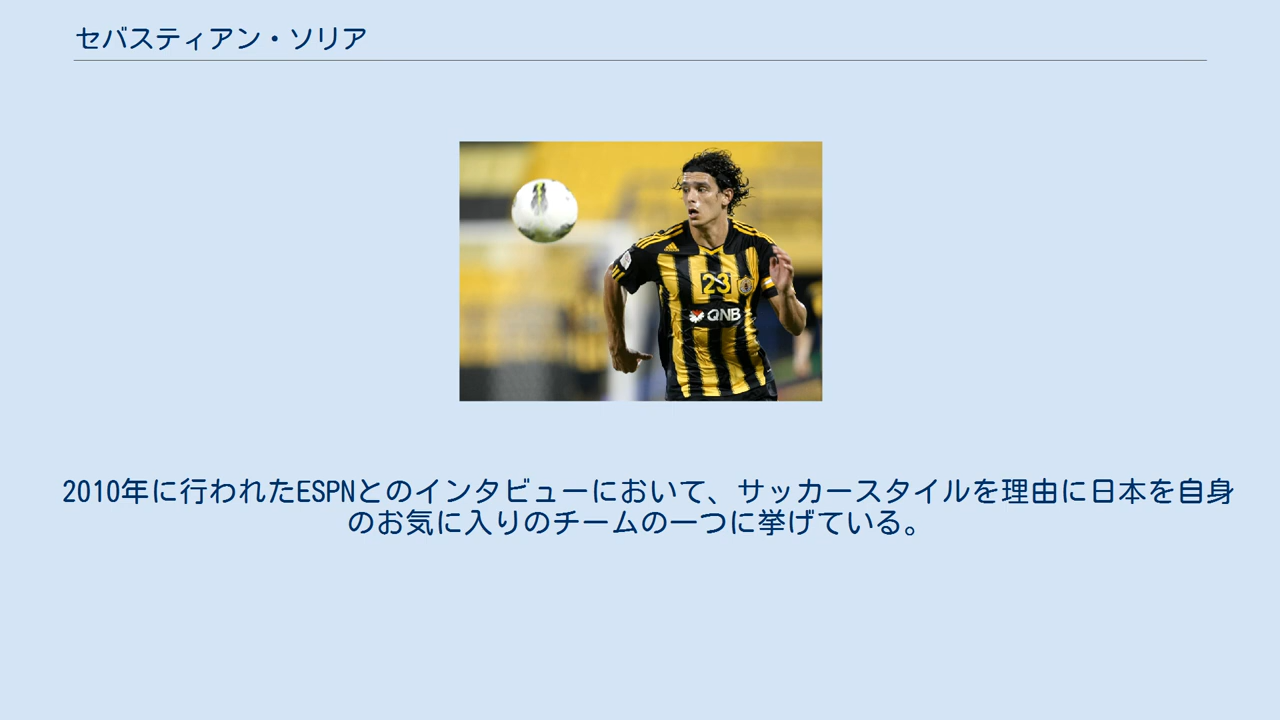 セバスティアン・ソリア
23
QNB
2010年に行われたESPNとのインタビューにおいて、サッカースタイルを理由に日本を自身
のお気に入りのチームの一つに挙げている。